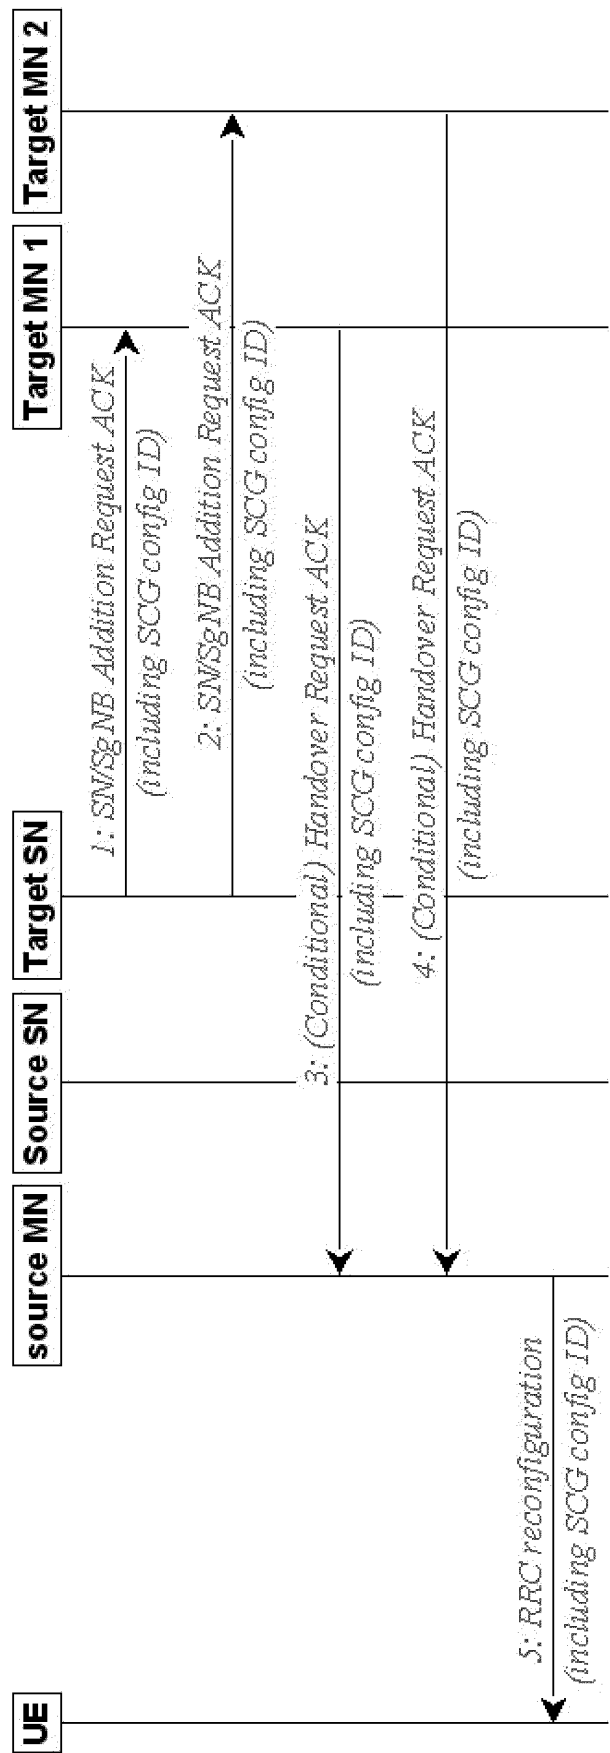 UE
source MN
Source SN
Target SN
Target MN 1
Target MN 2
1: SN/SgNB Addition Request ACK
(including SCG config ID)
2: SN/SgNB Addition Request ACK
(including SCG config ID)
3: (Conditional) Handover Request ACK
(including SCG config ID)
4: (Conditional) Handover Request ACK
(including SCG config ID)
5: RRC reconfiguration
(including SCG config ID)